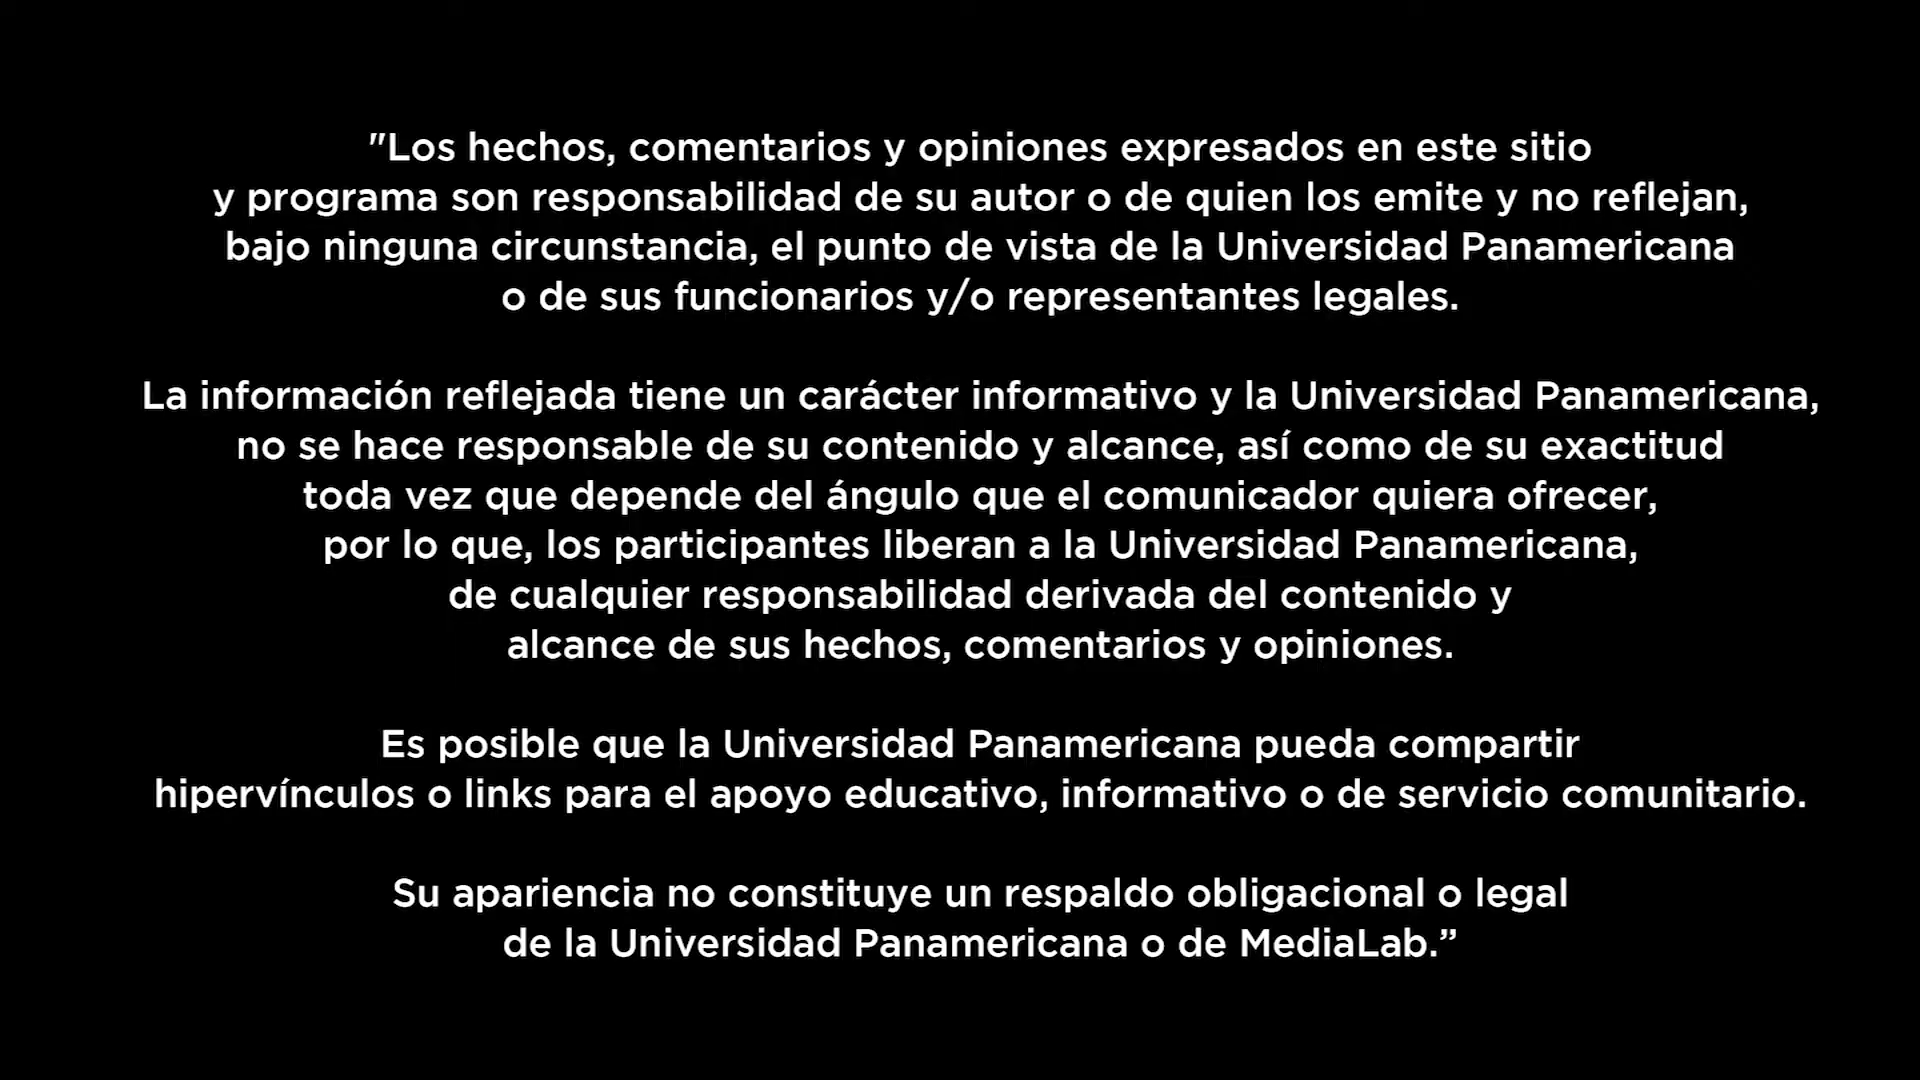 "Los hechos, comentarios y opiniones expresados en este sitio
y programa son responsabilidad de su autor o de quien los emite y no reflejan,
bajo ninguna circunstancia, el punto de vista de la Universidad Panamericana
o de sus funcionarios y/o representantes legales.
La información reflejada tiene un carácter informativo y la Universidad Panamericana,
no se hace responsable de su contenido y alcance, así como de su exactitud
toda vez que depende del ángulo que el comunicador quiera ofrecer,
por lo que, los participantes liberan a la Universidad Panamericana,
de cualquier responsabilidad derivada del contenido y
alcance de sus hechos, comentarios y opiniones.
Es posible que la Universidad Panamericana pueda compartir
hipervínculos o links para el apoyo educativo, informativo o de servicio comunitario.
Su apariencia no constituye un respaldo obligacional o legal
de la Universidad Panamericana o de MediaLab.”